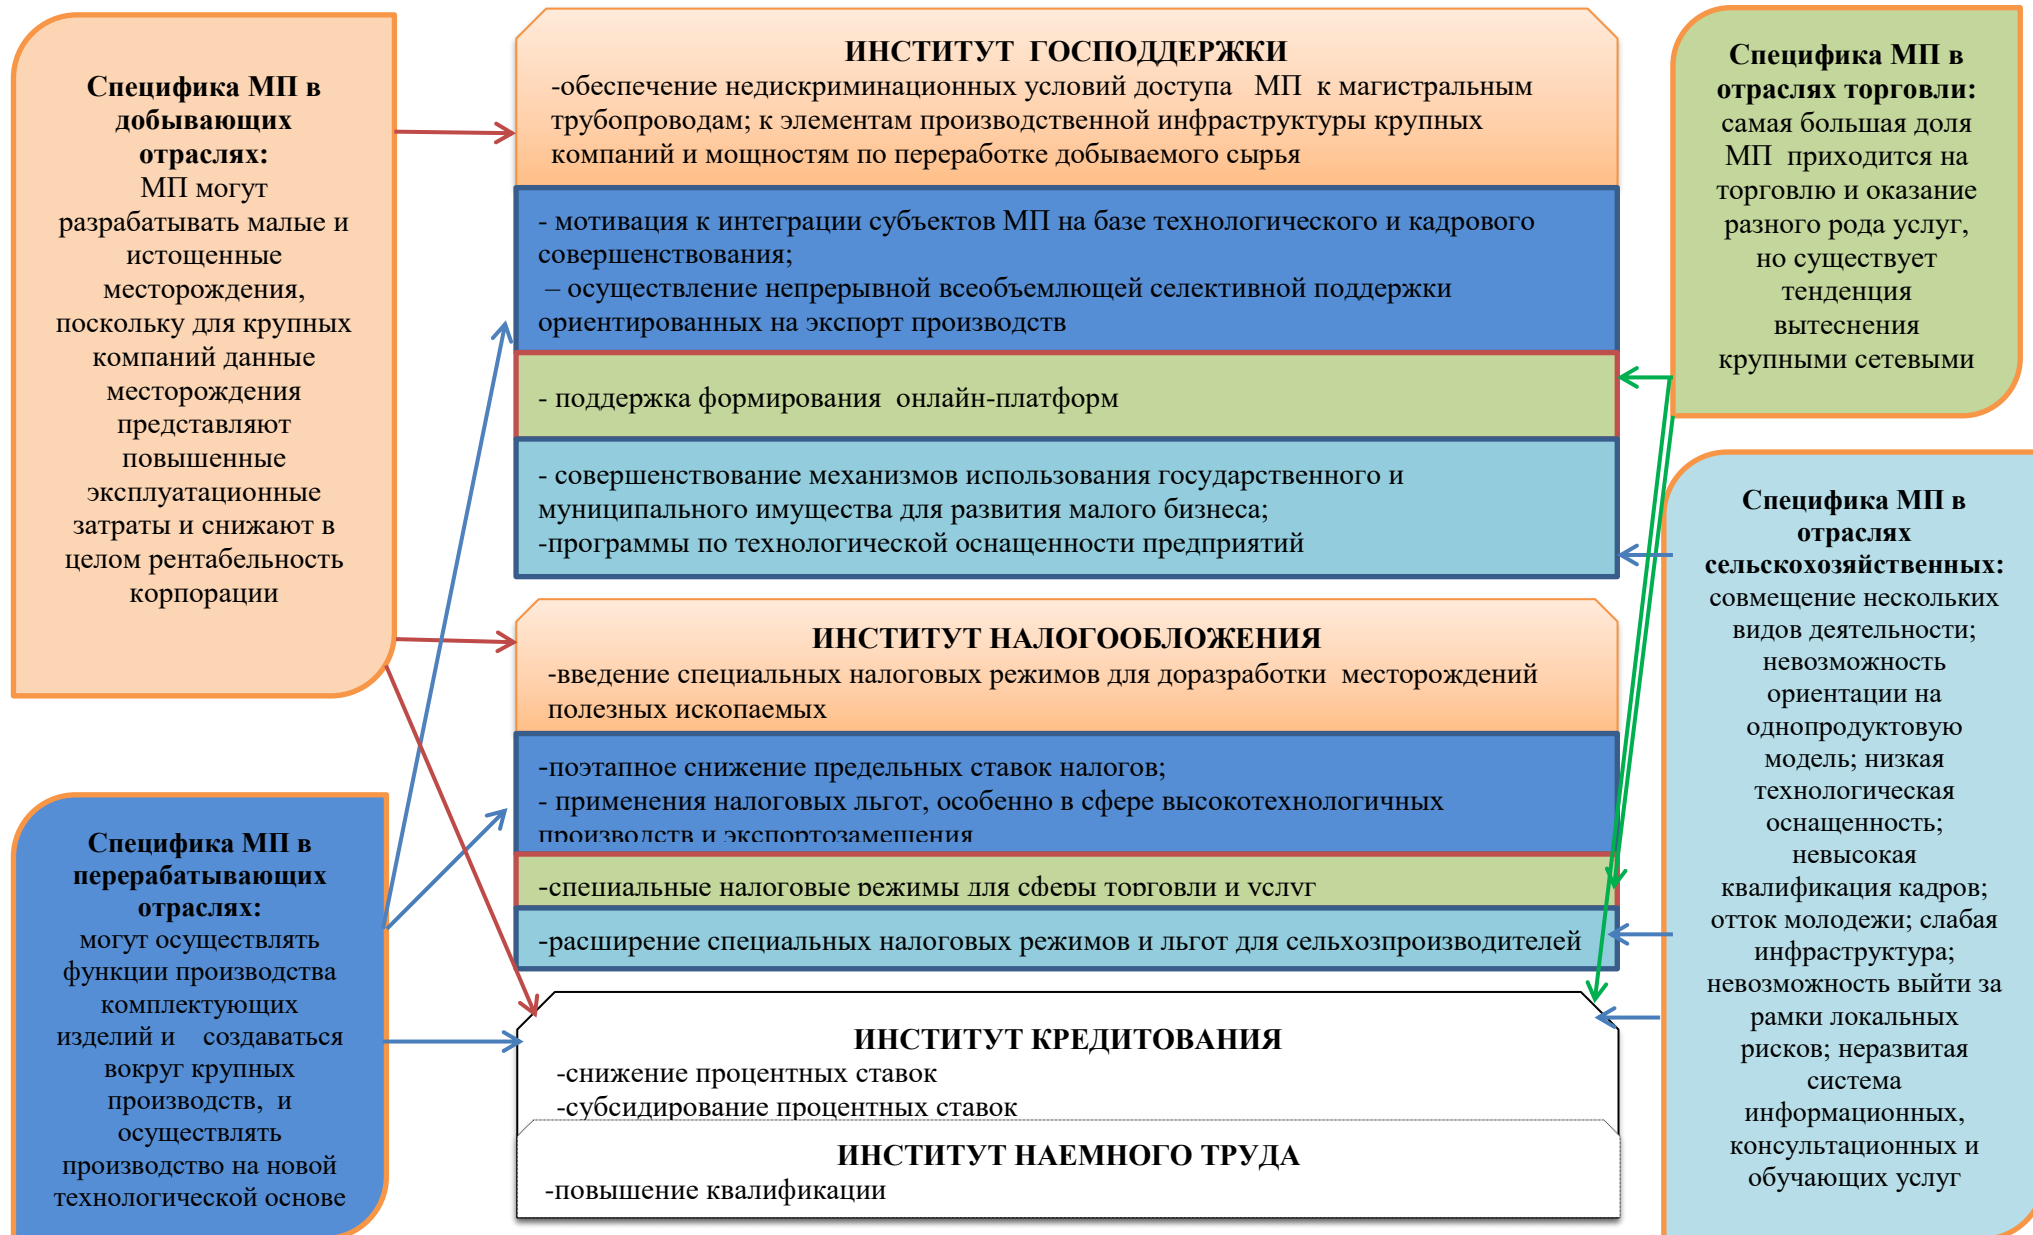 Специфика МП в
добывающих
отраслях:
МП могут
разрабатывать малые и
истощенные
месторождения,
поскольку для крупных
компаний данные
месторождения
представляют
повышенные
эксплуатационные
затраты и снижают в
целом рентабельность
корпорации
Специфика МП в
перерабатывающих
отраслях:
могут осуществлять
функции производства
комплектующих
изделий и создаваться
вокруг крупных
производств, и
осуществлять
производство на новой
технологической основе
ИНСТИТУТ ГОСПОДДЕРЖКИ
-обеспечение недискриминационных условий доступа МП к магистральным
трубопроводам; к элементам производственной инфраструктуры крупных
компаний и мощностям по переработке добываемого сырья
- мотивация к интеграции субъектов МП на базе технологического и кадрового
совершенствования;
– осуществление непрерывной всеобъемлющей селективной поддержки
ориентированных на экспорт производств
- поддержка формирования онлайн-платформ
- совершенствование механизмов использования государственного и
муниципального имущества для развития малого бизнеса;
-программы по технологической оснащенности предприятий
ИНСТИТУТ НАЛОГООБЛОЖЕНИЯ
-введение специальных налоговых режимов для доразработки месторождений
полезных ископаемых
-поэтапное снижение предельных ставок налогов;
- применения налоговых льгот, особенно в сфере высокотехнологичных
производств и экспортозамещения
-специальные налоговые режимы для сферы торговли и услуг
-расширение специальных налоговых режимов и льгот для сельхозпроизводителей
ИНСТИТУТ КРЕДИТОВАНИЯ
-снижение процентных ставок
-субсидирование процентных ставок
ИНСТИТУТ НАЕМНОГО ТРУДА
-повышение квалификации
Специфика МП в
отраслях торговли:
самая большая доля
МП приходится на
торговлю и оказание
разного рода услуг,
но существует
тенденция
вытеснения
крупными сетевыми
Специфика МП в
отраслях
сельскохозяйственных:
совмещение нескольких
видов деятельности;
невозможность
ориентации на
однопродуктовую
модель; низкая
технологическая
оснащенность;
невысокая
квалификация кадров;
отток молодежи; слабая
инфраструктура;
невозможность выйти за
рамки локальных
рисков; неразвитая
система
информационных,
консультационных и
обучающих услуг